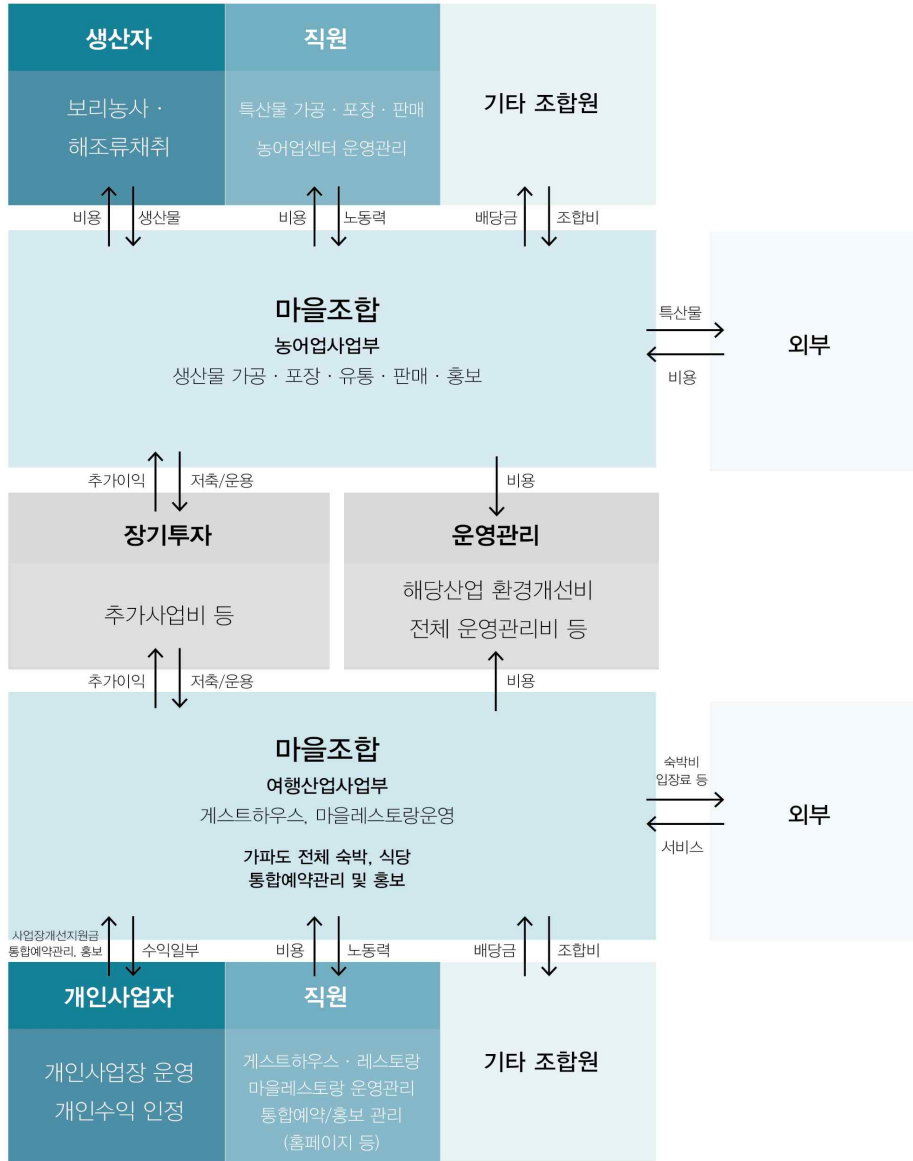 생산자
보리농사 ·
해조류채취
직원
특산물 가공 · 포장 · 판매
농어업센터 운영관리
기타 조합원
비용
생산물
비용
노동력
배당금
조합비
마을조합
농어업사업부
생산물 가공 · 포장 · 유통 · 판매 · 홍보
특산물
비용
외부
추가이익
저축/운용
비용
장기투자
추가사업비 등
운영관리
해당산업 환경개선비
전체 운영관리비 등
추가이익
저축/운용
비용
마을조합
여행산업사업부
게스트하우스, 마을레스토랑운영
가파도 전체 숙박, 식당
통합예약관리 및 홍보
숙박비
입장료 등
서비스
외부
사업장개선지원금
통합예약관리, 홍보
수익일부
비용
노동력
배당금
조합비
개인사업자
개인사업장 운영
개인수익 인정
직원
게스트하우스 · 레스토랑
마을레스토랑 운영관리
통합예약/홍보 관리
(홈페이지 등)
기타 조합원